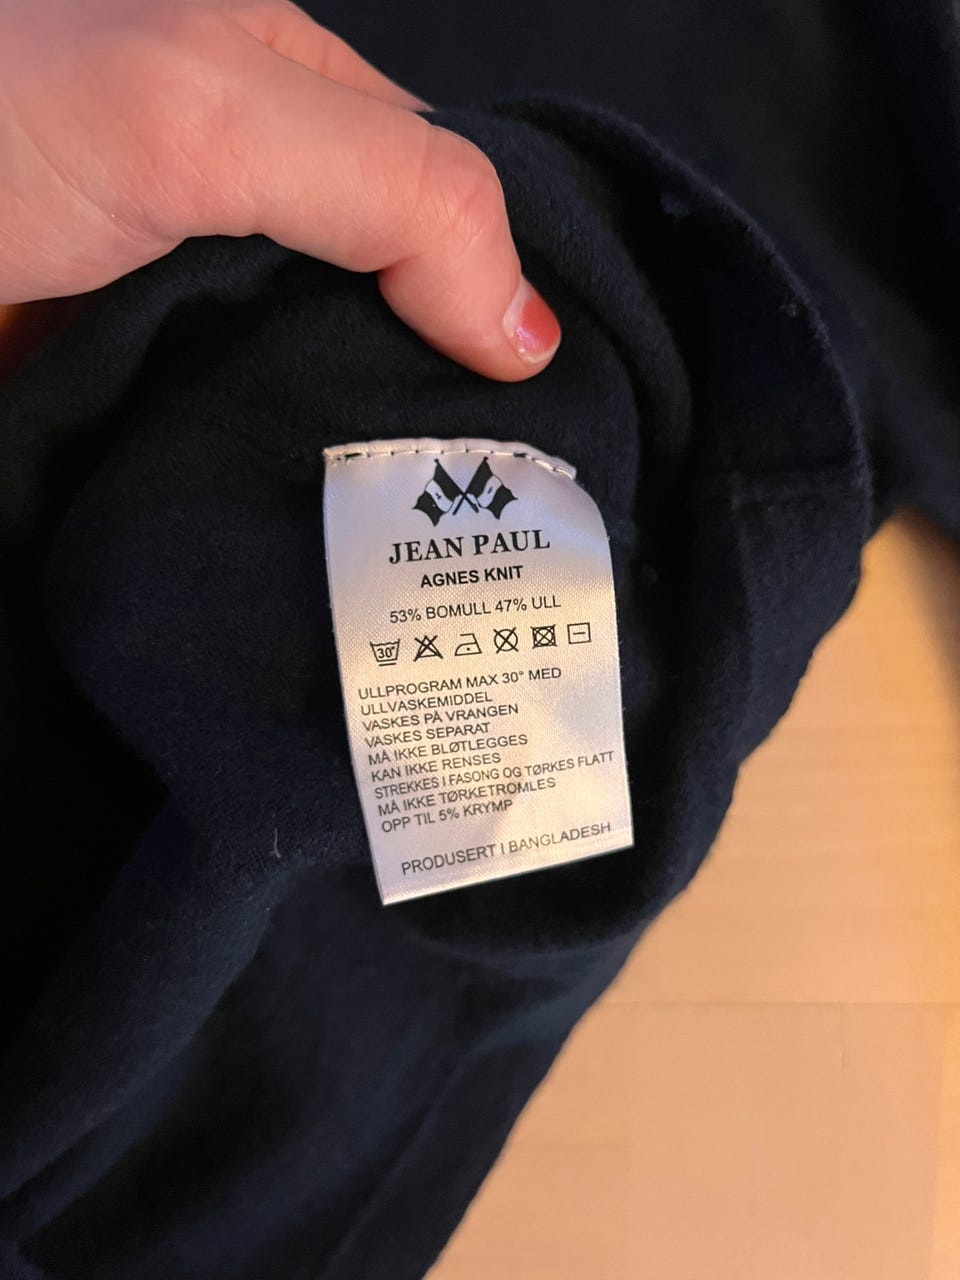 JEAN PAUL
AGNES KNIT
53% BOMULL 47% ULL
30°
ULLPROGRAM MAX 30° MED
ULLVASKEMIDDEL
VASKES PÅ VRANGEN
VASKES SEPARAT
MÅ IKKE BLØTLEGGES
KAN IKKE RENSES
STREKKES I FASONG OG TØRKES FLATT
MÅ IKKE TØRKETROMLES
OPP TIL 5% KRYMP
PRODUSERT I BANGLADESH